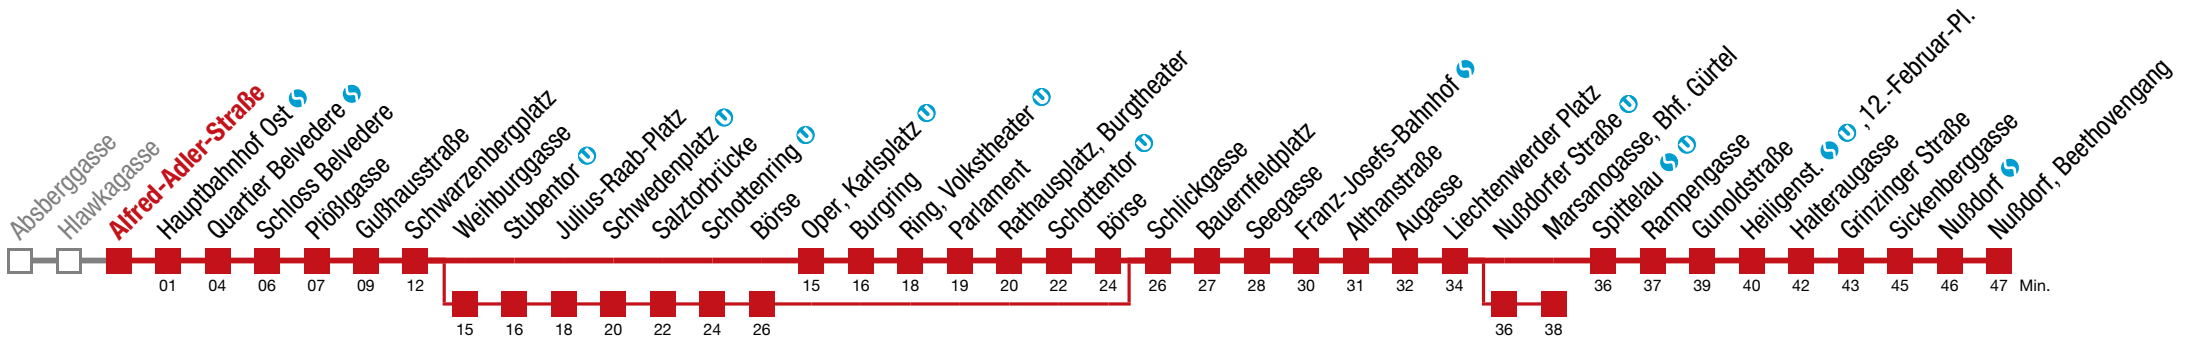 Absberggasse
Hlawkagasse
Alfred-Adler-Straße
Hauptbahnhof Ost S
Quartier Belvedere S
Schloss Belvedere
Plößlgasse
Gußhausstraße
Schwarzenbergplatz
Weihburggasse
Stubentor U
Julius-Raab-Platz
Schwedenplatz U
Salztorbrücke
Schottenring U
Börse
Oper, Karlsplatz U
Burgring
Ring, Volkstheater U
Parlament
Rathausplatz, Burgtheater
Schottentor U
Börse
Schlickgasse
Bauernfeldplatz
Seegasse
Franz-Josefs-Bahnhof S
Althanstraße
Augasse
Liechtenwerder Platz
Nußdorfer Straße U
Marsanogasse, Bhf. Gürtel
Spittelau S U
Rampengasse
Gunoldstraße
Heiligenst. S U , 12.-Februar-Pl.
Halteraugasse
Grinzinger Straße
Sickenberggasse
Nußdorf S
Nußdorf, Beethovengang
01 04 06 07 09 12 15 16 18 19 20 22 24 26 27 28 30 31 32 34 36 37 39 40 42 43 45 46 47 Min.
15 16 18 20 22 24 26 36 38